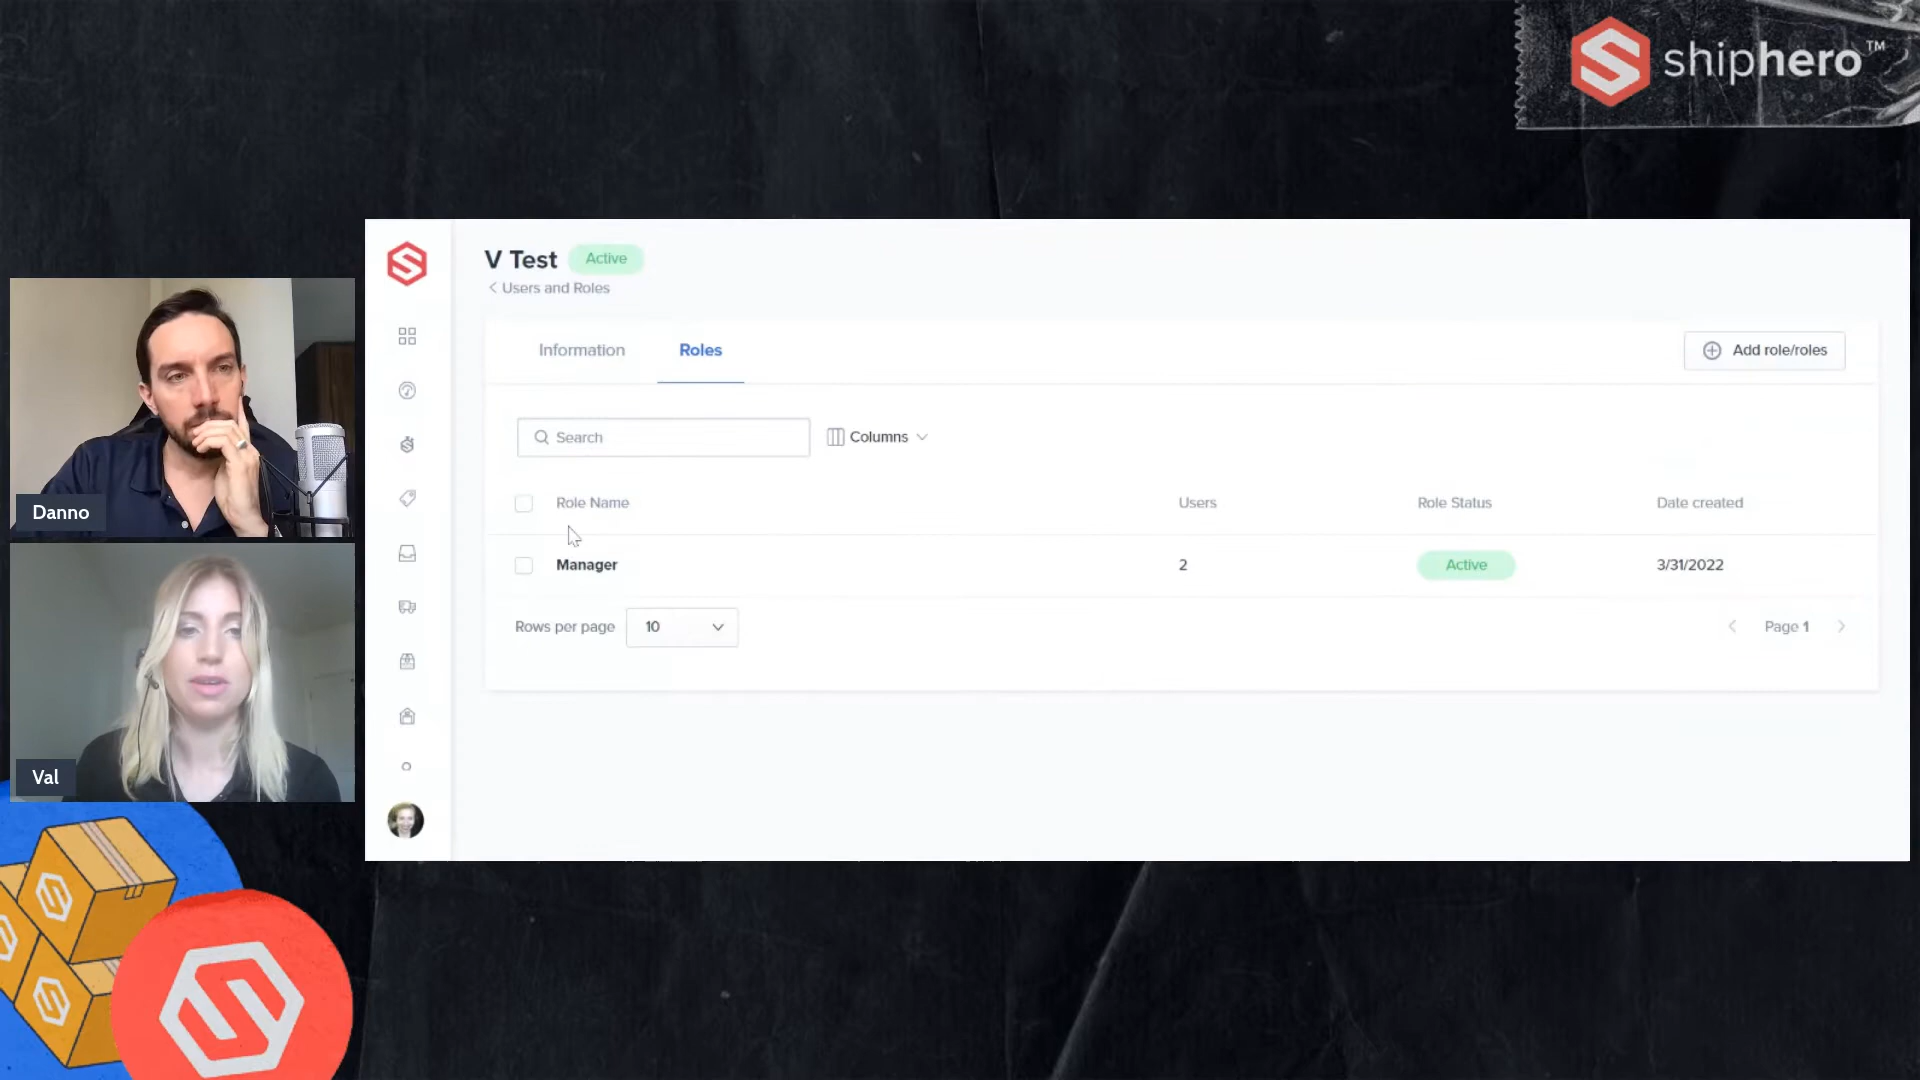 shiphero™
V Test
Active
Users and Roles
Information
Roles
Add role/roles
Search
Columns
Role Name
Users
Role Status
Date created
Manager
2
Active
3/31/2022
Rows per page
10
Page 1
Danno
Val